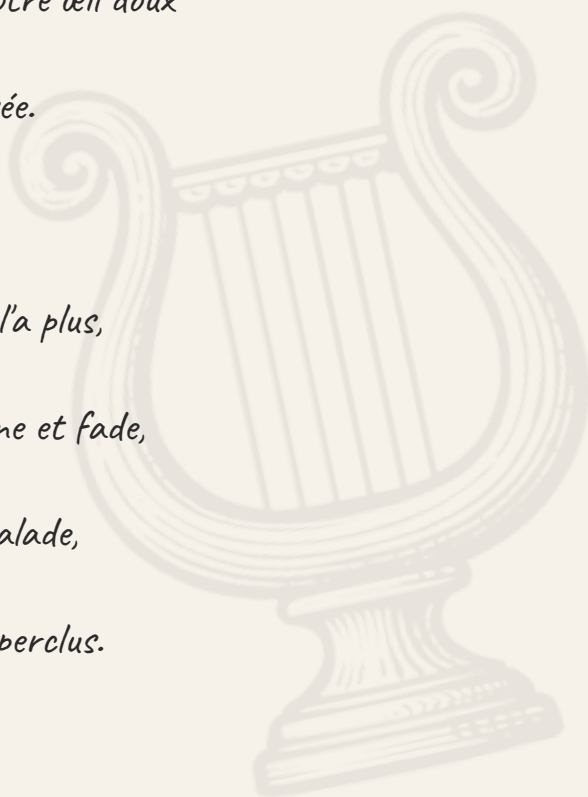 otre œil doux
ée.
l'a plus,
ne et fade,
alade,
perclus.